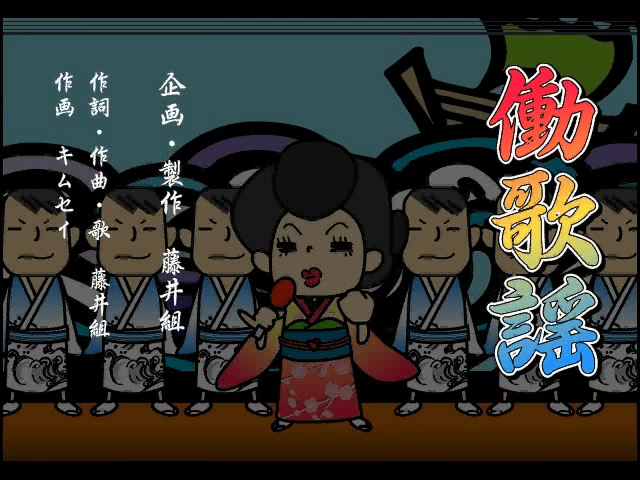 働歌謡
企画・製作 藤井組
作詞・作曲・歌 藤井組
作画 キムセイ